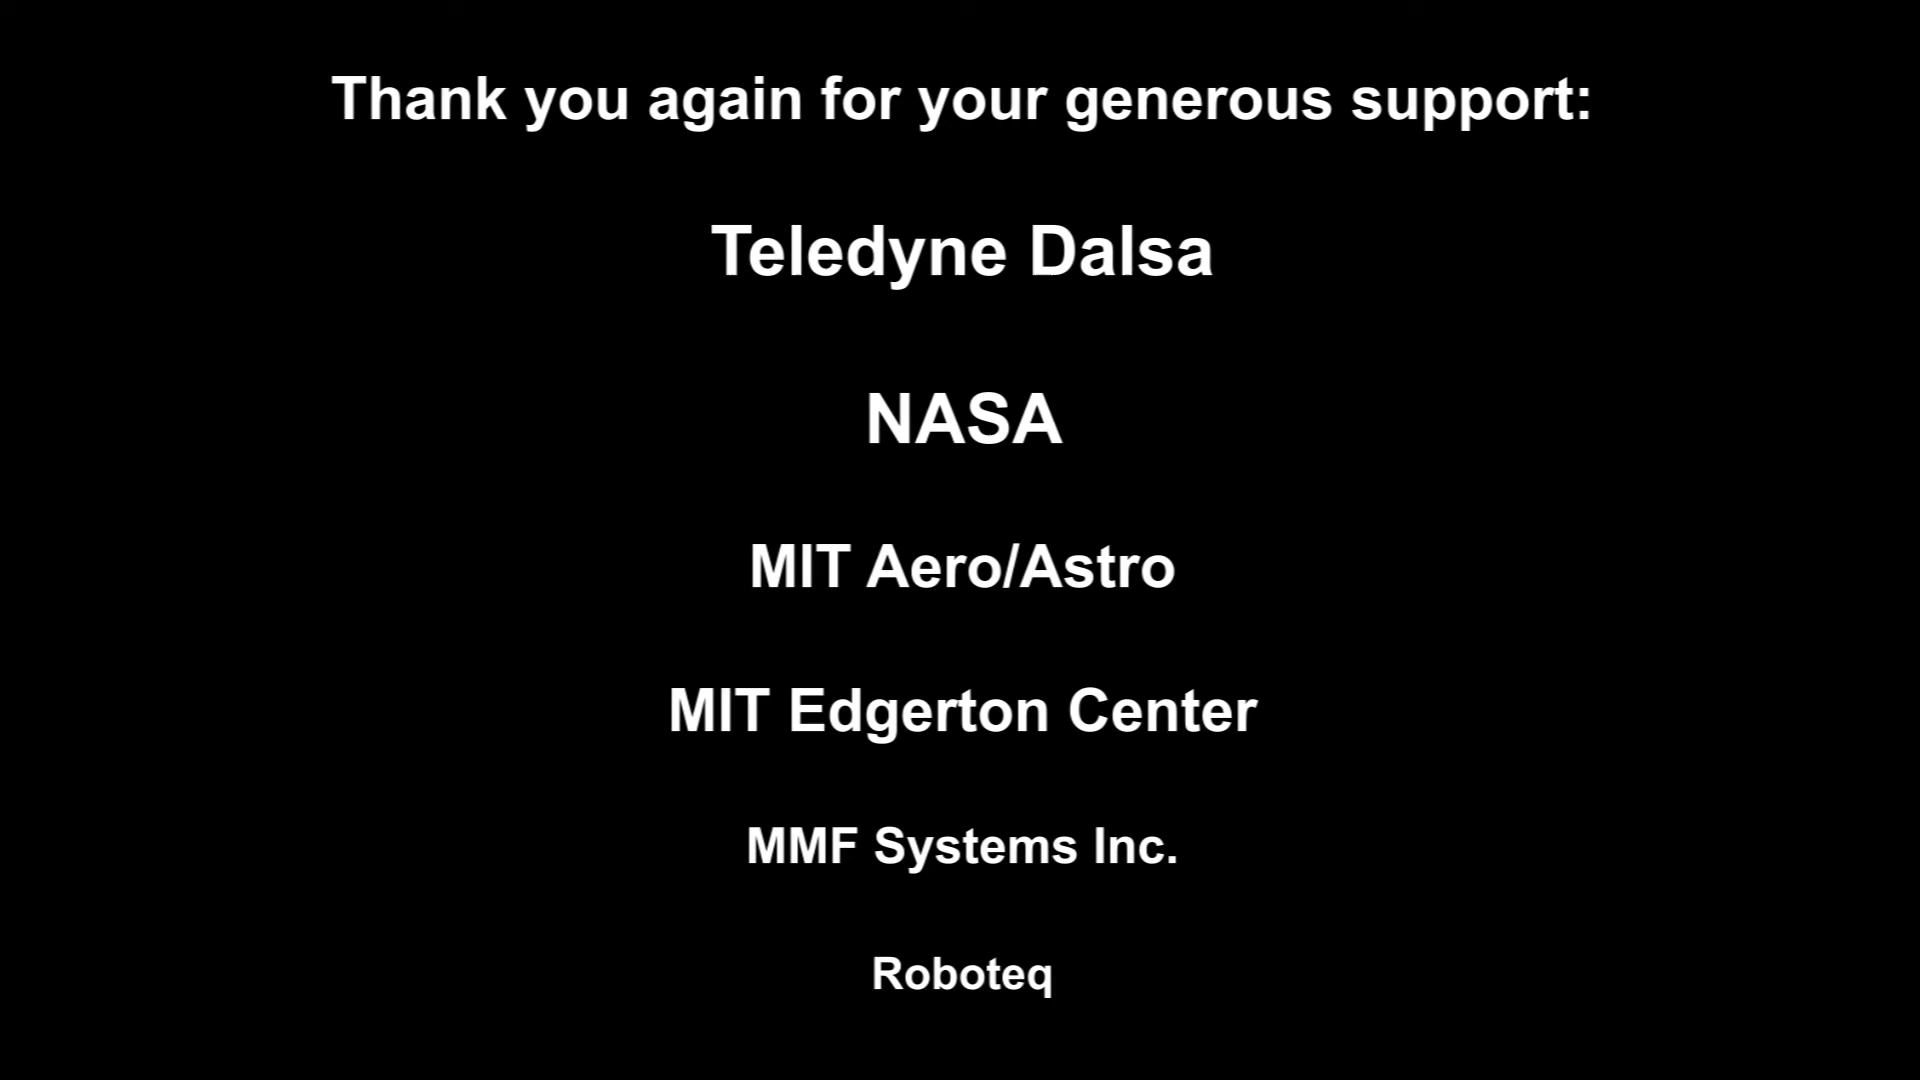 Thank you again for your generous support:
Teledyne Dalsa
NASA
MIT Aero/Astro
MIT Edgerton Center
MMF Systems Inc.
Roboteq